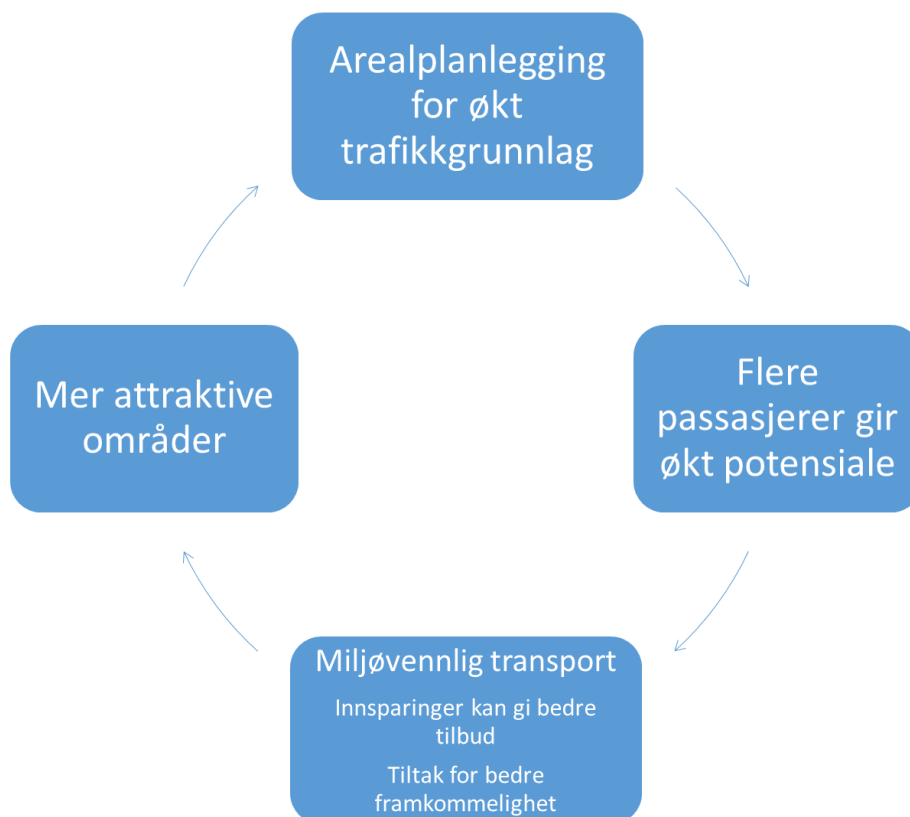 Arealplanlegging
for økt
trafikkgrunnlag
Flere
passasjerer gir
økt potensiale
Miljøvennlig transport
Innsparinger kan gi bedre
tilbud
Tiltak for bedre
framkommelighet
Mer attraktive
områder